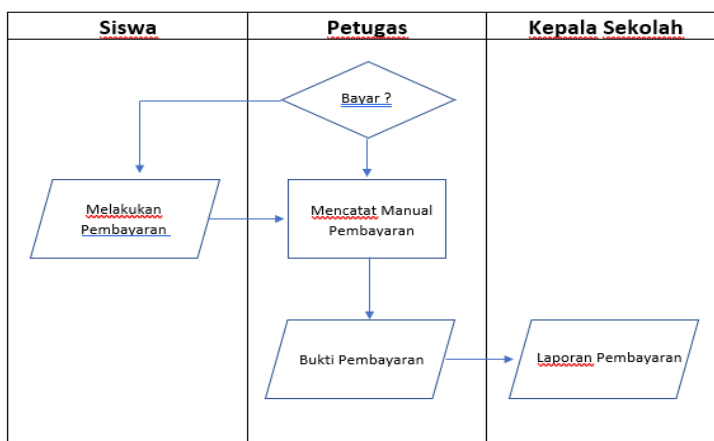 Siswa
Petugas
Kepala Sekolah
Bayar ?
Melakukan
Pembayaran
Mencatat Manual
Pembayaran
Bukti Pembayaran
Laporan Pembayaran